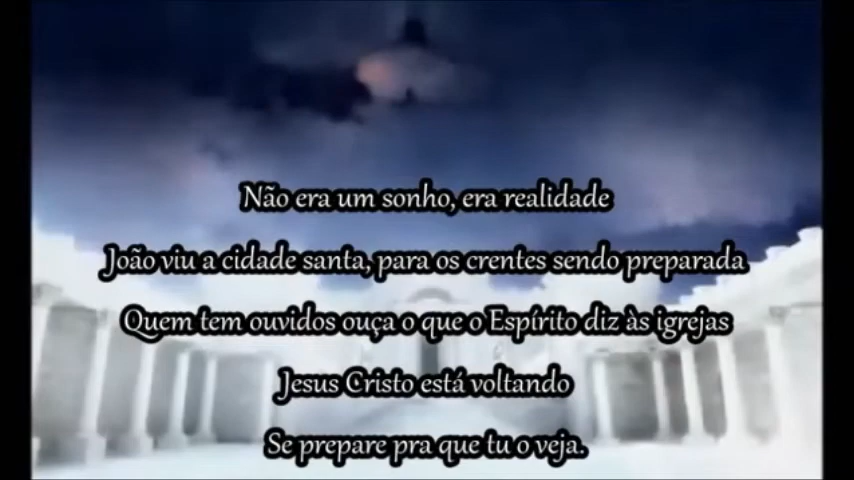 Não era um sonho, era realidade
João viu a cidade santa, para os crentes sendo preparada
Quem tem ouvidos ouça o que o Espírito diz às igrejas
Jesus Cristo está voltando
Se prepare pra que tu o veja.